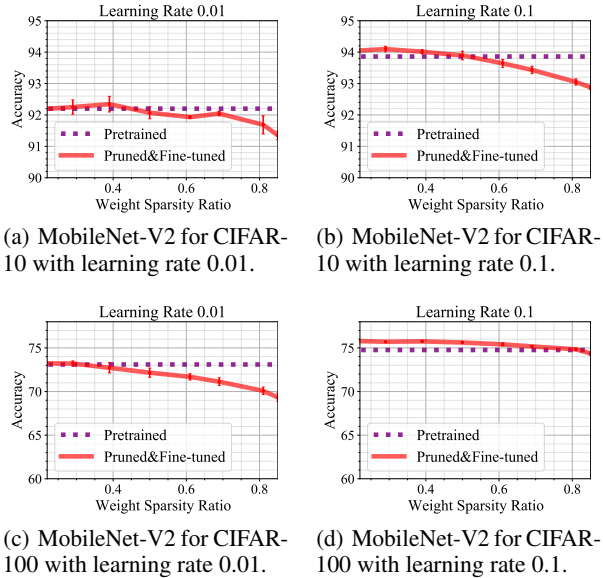 Learning Rate 0.01
95
94
93
92
91
90
Accuracy
Pretrained
Pruned&Fine-tuned
0.4
0.6
0.8
Weight Sparsity Ratio
(a) MobileNet-V2 for CIFAR-
10 with learning rate 0.01.
Learning Rate 0.1
95
94
93
92
91
90
Accuracy
Pretrained
Pruned&Fine-tuned
0.4
0.6
0.8
Weight Sparsity Ratio
(b) MobileNet-V2 for CIFAR-
10 with learning rate 0.1.
Learning Rate 0.01
75
70
65
60
Accuracy
Pretrained
Pruned&Fine-tuned
0.4
0.6
0.8
Weight Sparsity Ratio
(c) MobileNet-V2 for CIFAR-
100 with learning rate 0.01.
Learning Rate 0.1
75
70
65
60
Accuracy
Pretrained
Pruned&Fine-tuned
0.4
0.6
0.8
Weight Sparsity Ratio
(d) MobileNet-V2 for CIFAR-
100 with learning rate 0.1.